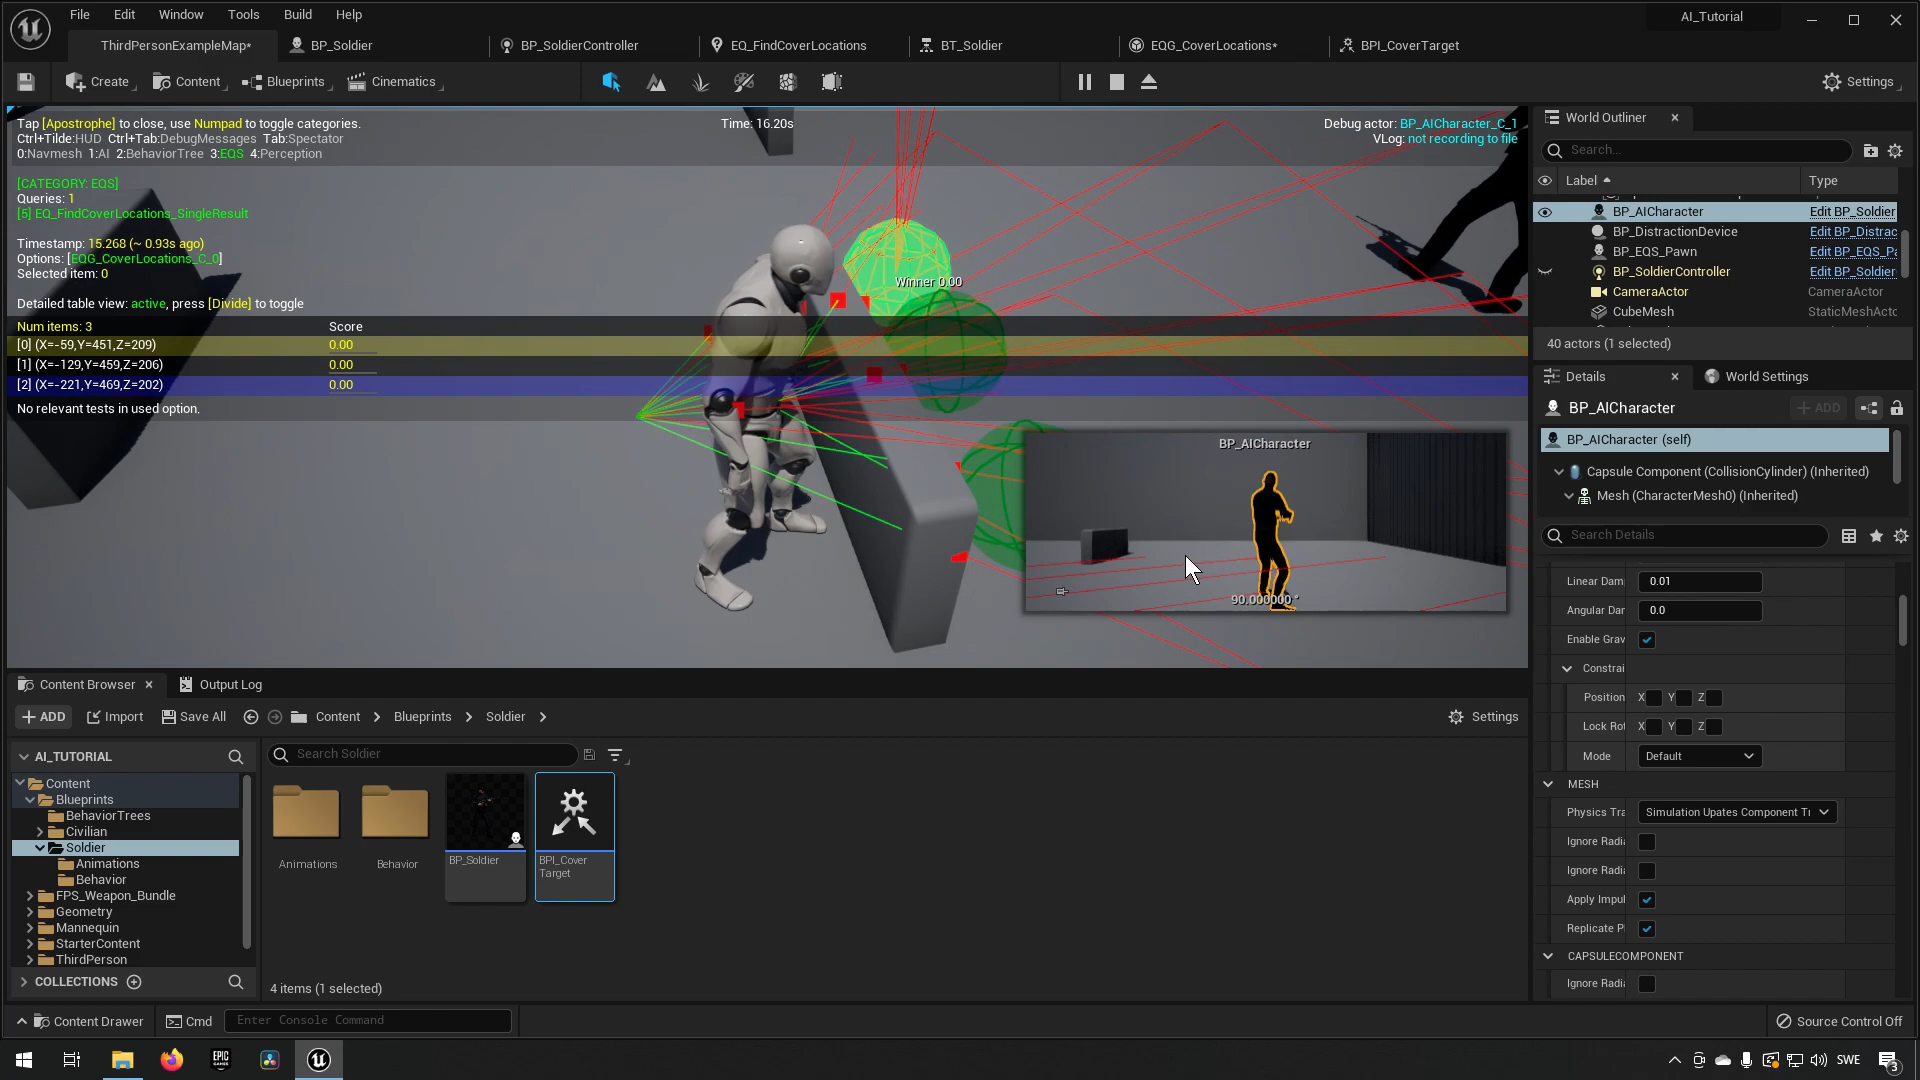 File Edit Window Tools Build Help
AI_Tutorial
ThirdPersonExampleMap*
BP_Soldier
BP_SoldierController
EQ_FindCoverLocations
BT_Soldier
EQG_CoverLocations*
BPI_CoverTarget
Create
Content
Blueprints
Cinematics
Settings
Tap [Apostrophe] to close, use Numpad to toggle categories.
Ctrl+Tilde:HUD Ctrl+Tab:DebugMessages Tab:Spectator
0:Navmesh 1:AI 2:BehaviorTree 3:EQS 4:Perception
Time: 16.20s
Debug actor: BP_AICharacter_C_1
VLog: not recording to file
[CATEGORY: EQS]
Queries: 1
[5] EQ_FindCoverLocations_SingleResult
Timestamp: 15.268 (~ 0.93s ago)
Options: [EQG_CoverLocations_C_0]
Selected item: 0
Detailed table view: active, press [Divide] to toggle
Num items: 3 Score
[0] (X=-59,Y=451,Z=209) 0.00
[1] (X=-129,Y=459,Z=206) 0.00
[2] (X=-221,Y=469,Z=202) 0.00
No relevant tests in used option.
Winner 0.00
BP_AICharacter
90.000000 °
World Outliner
Search...
Label Type
BP_AICharacter Edit BP_Soldier
BP_DistractionDevice Edit BP_Distrac
BP_EQS_Pawn Edit BP_EQS_Pa
BP_SoldierController Edit BP_Soldier
CameraActor CameraActor
CubeMesh StaticMeshActo
40 actors (1 selected)
Details
World Settings
BP_AICharacter
ADD
BP_AICharacter (self)
Capsule Component (CollisionCylinder) (Inherited)
Mesh (CharacterMesh0) (Inherited)
Search Details
Linear Dam 0.01
Angular Dar 0.0
Enable Grav
Constrai
Position X Y Z
Lock Rot X Y Z
Mode Default
MESH
Physics Tra Simulation Upates Component Tr
Ignore Radia
Ignore Radia
Apply Impul
Replicate P
CAPSULECOMPONENT
Ignore Radia
Content Browser
Output Log
ADD
Import
Save All
Content
Blueprints
Soldier
Settings
AI_TUTORIAL
Search Soldier
Content
Blueprints
BehaviorTrees
Civilian
Soldier
Animations
Behavior
FPS_Weapon_Bundle
Geometry
Mannequin
StarterContent
ThirdPerson
COLLECTIONS
Animations
Behavior
BP_Soldier
BPI_Cover
Target
4 items (1 selected)
Content Drawer
Cmd
Enter Console Command
Source Control Off
EPIC
GAMES
SWE
3